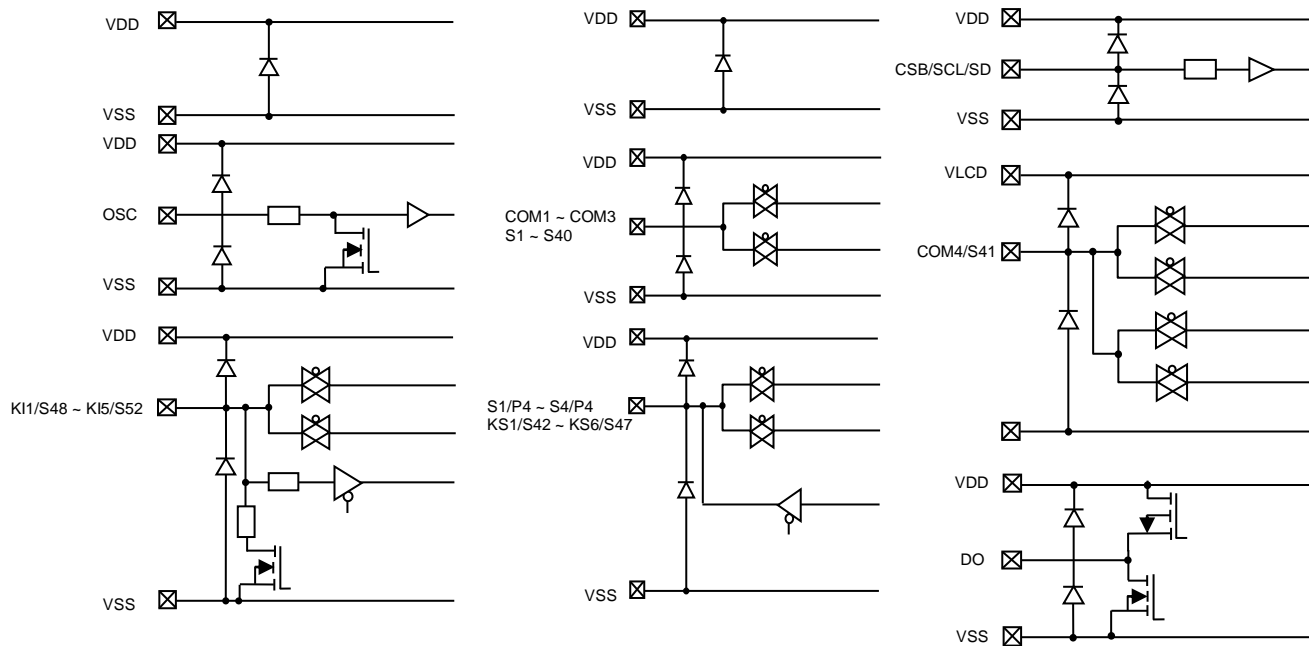 VDD
VSS
VDD
OSC
VSS
VDD
KI1/S48 ~ KI5/S52
VSS
VDD
VSS
VDD
COM1 ~ COM3
S1 ~ S40
VSS
VDD
S1/P4 ~ S4/P4
KS1/S42 ~ KS6/S47
VSS
VDD
CSB/SCL/SD
VSS
VLCD
COM4/S41
VDD
DO
VSS